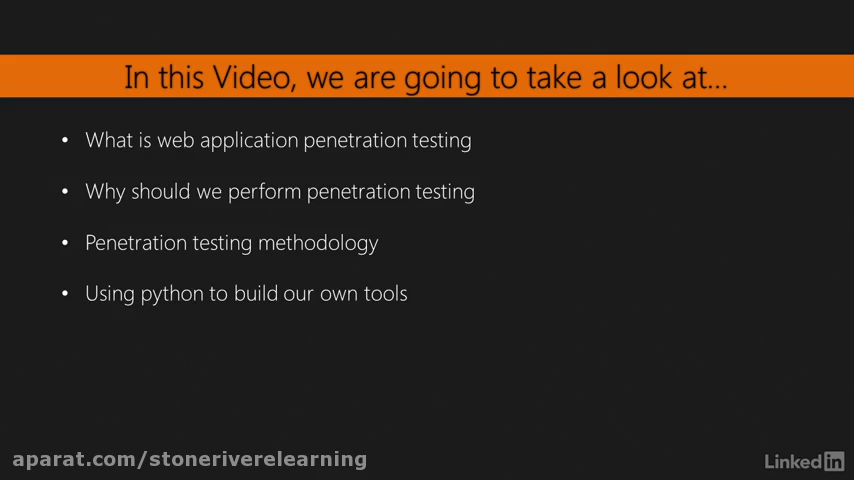 In this Video, we are going to take a look at...
• What is web application penetration testing
• Why should we perform penetration testing
• Penetration testing methodology
• Using python to build our own tools
aparat.com/stoneriverelearning
Linked in